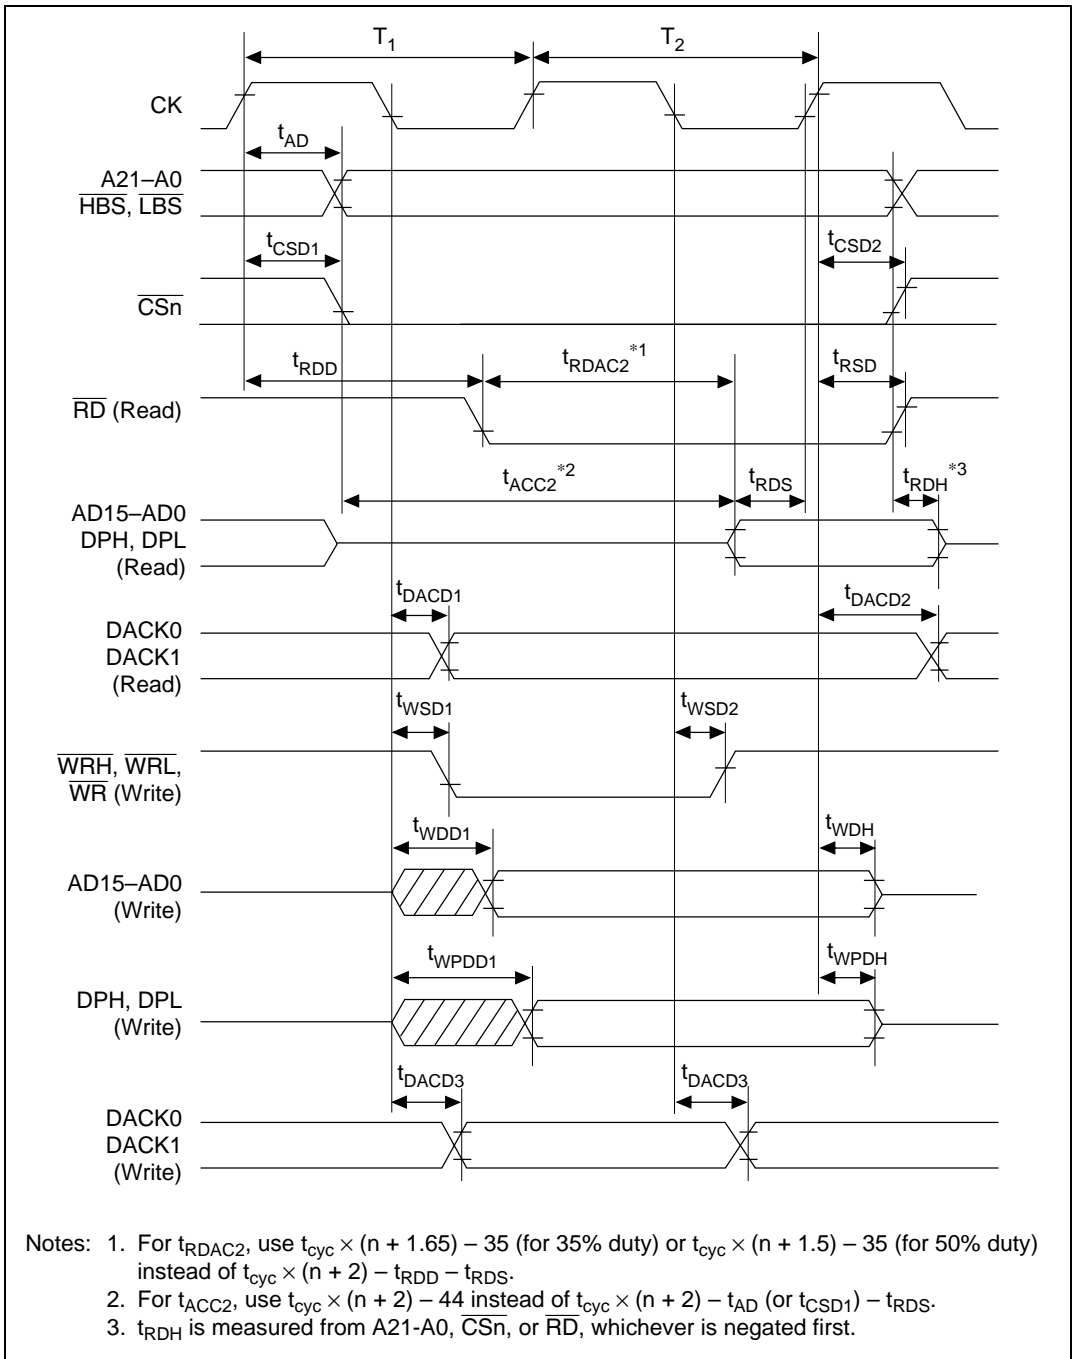 T1 T2
CK
tAD
A21–A0
HBS, LBS
tCSD1 tCSD2
CSn
tRDD tRDAC2*1 tRSD
RD (Read)
tACC2*2 tRDS tRDH*3
AD15–AD0
DPH, DPL
(Read)
tDACD1 tDACD2
DACK0
DACK1
(Read)
tWSD1 tWSD2
WRH, WRL,
WR (Write)
tWDD1 tWDH
AD15–AD0
(Write)
tWPDD1 tWPDH
DPH, DPL
(Write)
tDACD3 tDACD3
DACK0
DACK1
(Write)
Notes: 1. For tRDAC2, use tcyc × (n + 1.65) – 35 (for 35% duty) or tcyc × (n + 1.5) – 35 (for 50% duty)
instead of tcyc × (n + 2) – tRDD – tRDS.
2. For tACC2, use tcyc × (n + 2) – 44 instead of tcyc × (n + 2) – tAD (or tCSD1) – tRDS.
3. tRDH is measured from A21-A0, CSn, or RD, whichever is negated first.